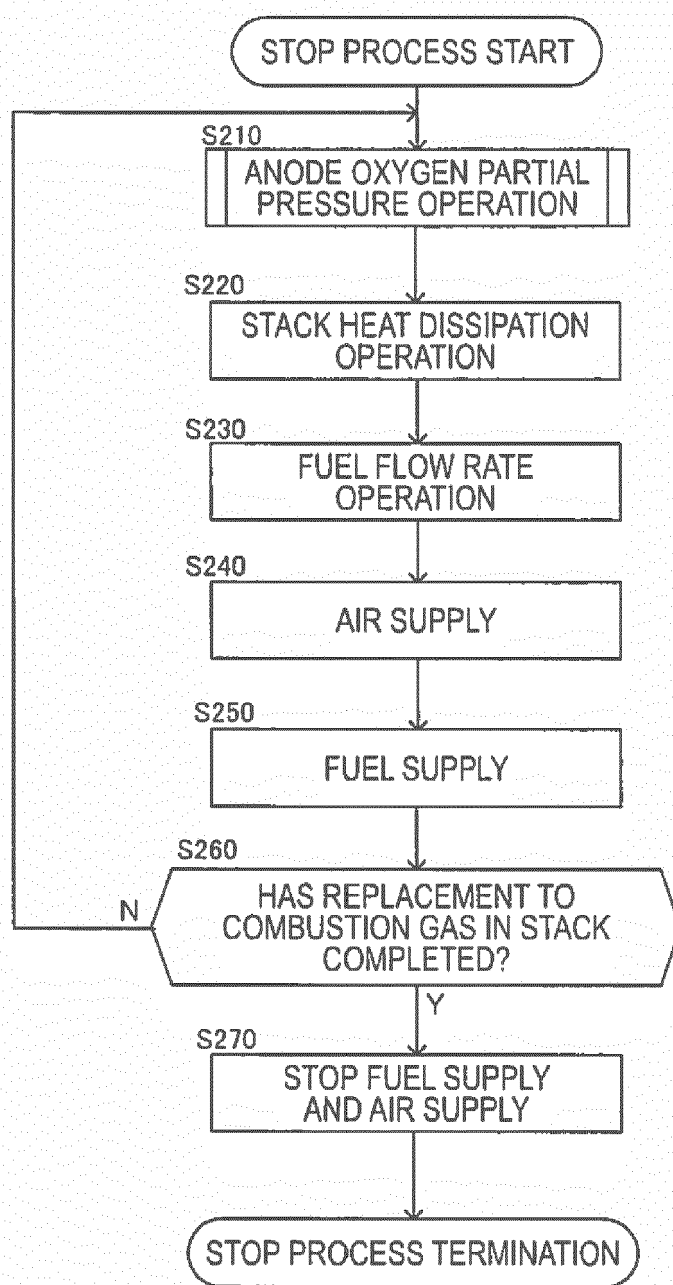 STOP PROCESS START
S210
ANODE OXYGEN PARTIAL
PRESSURE OPERATION
S220
STACK HEAT DISSIPATION
OPERATION
S230
FUEL FLOW RATE
OPERATION
S240
AIR SUPPLY
S250
FUEL SUPPLY
S260
HAS REPLACEMENT TO
COMBUSTION GAS IN STACK
COMPLETED?
N
Y
S270
STOP FUEL SUPPLY
AND AIR SUPPLY
STOP PROCESS TERMINATION